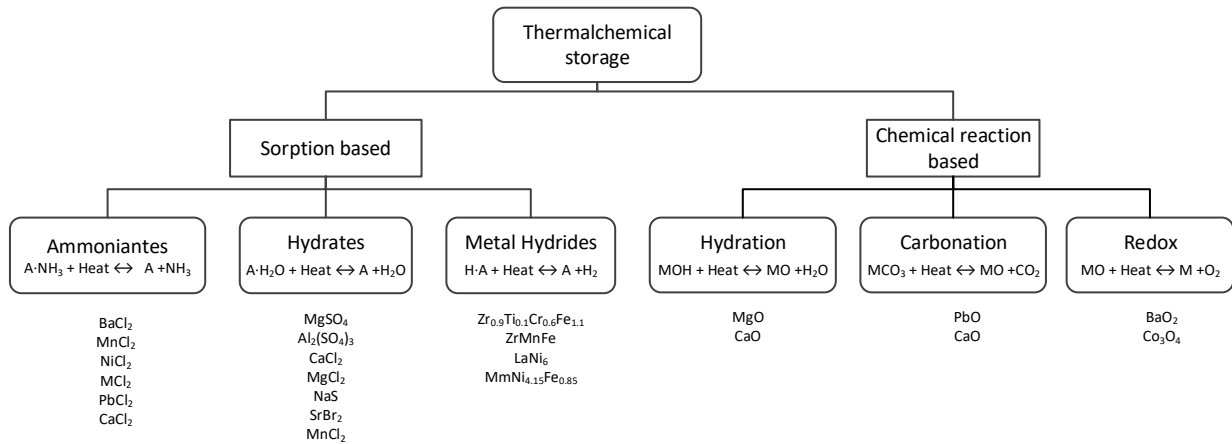 Thermalchemical
storage
Sorption based
Chemical reaction
based
Ammoniantes
A·NH₃ + Heat ↔ A +NH₃
BaCl₂
MnCl₂
NiCl₂
MCl₂
PbCl₂
CaCl₂
Hydrates
A·H₂O + Heat ↔ A +H₂O
MgSO₄
Al₂(SO₄)₃
CaCl₂
MgCl₂
NaS
SrBr₂
MnCl₂
Metal Hydrides
H·A + Heat ↔ A +H₂
Zr₀.₉Ti₀.₁Cr₀.₆Fe₁.₁
ZrMnFe
LaNi₆
MmNi₄.₁₅Fe₀.₈₅
Hydration
MOH + Heat ↔ MO +H₂O
MgO
CaO
Carbonation
MCO₃ + Heat ↔ MO +CO₂
PbO
CaO
Redox
MO + Heat ↔ M +O₂
BaO₂
Co₃O₄